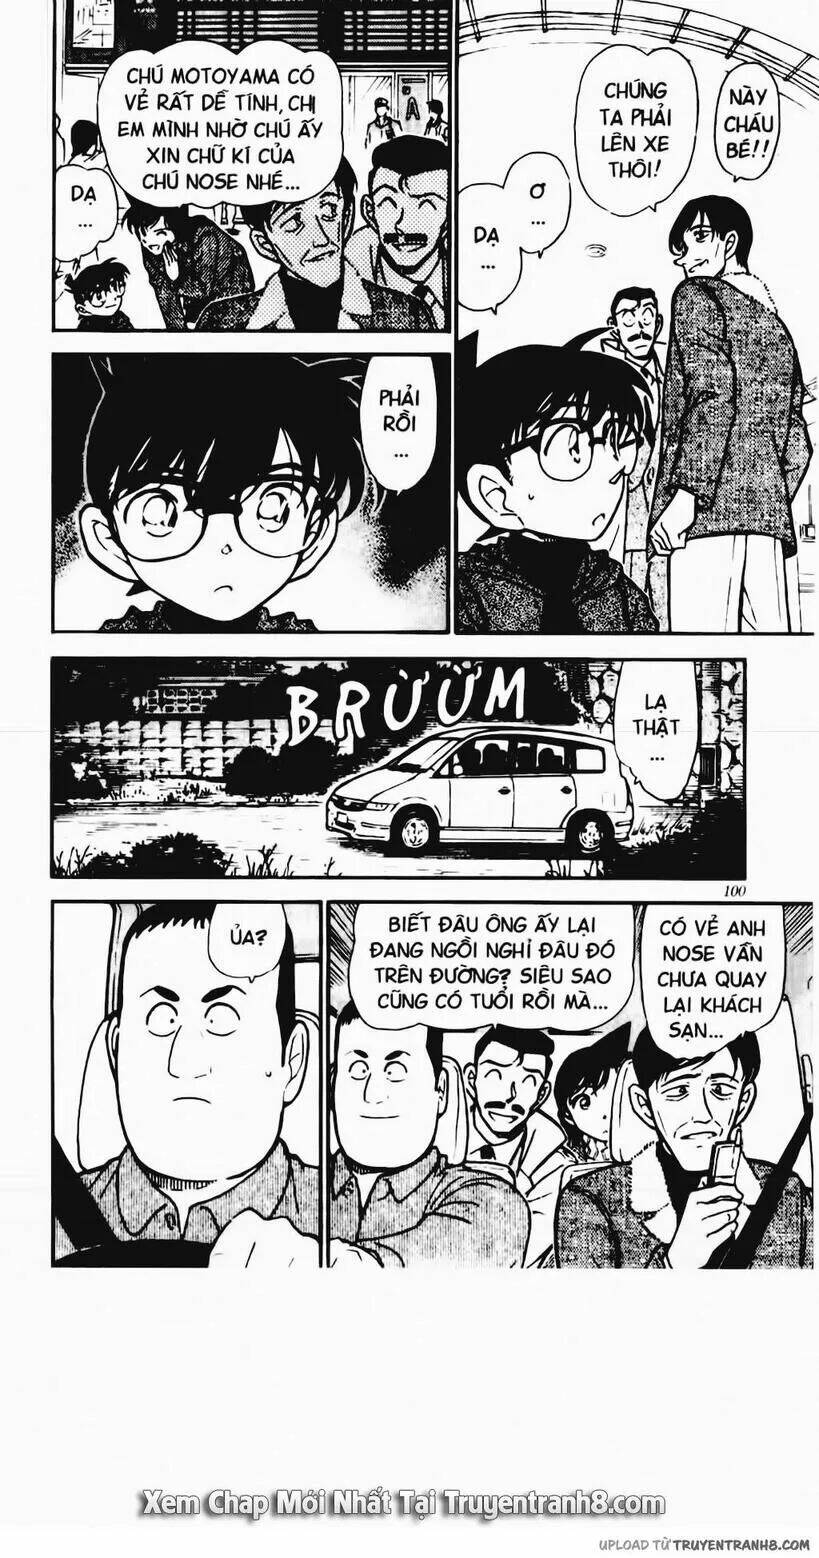 NÀY
CHÁU
BÉ!!
CHÚNG
TA PHẢI
LÊN XE
THÔI!
Ơ
...
DẠ
...
CHÚ MOTOYAMA CÓ
VẺ RẤT DỄ TÍNH, CHỊ
EM MÌNH NHỜ CHÚ ẤY
XIN CHỮ KÍ CỦA
CHÚ NOSE NHÉ...
DẠ
...
PHẢI
RỒI
...
LẠ
THẬT
...
BRỪỪM
100
CÓ VẺ ANH
NOSE VẪN
CHƯA QUAY
LẠI KHÁCH
SẠN...
BIẾT ĐÂU ÔNG ẤY LẠI
ĐANG NGỒI NGHỈ ĐÂU ĐÓ
TRÊN ĐƯỜNG? SIÊU SAO
CŨNG CÓ TUỔI RỒI MÀ...
ỦA?
Xem Chap Mới Nhất Tại Truyentranh8.com
UPLOAD TỪ TRUYENTRANH8.COM